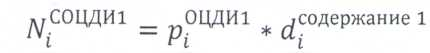 N_i^{СОЦДИ1} = p_i^{ОЦДИ1} * d_i^{содержание 1}